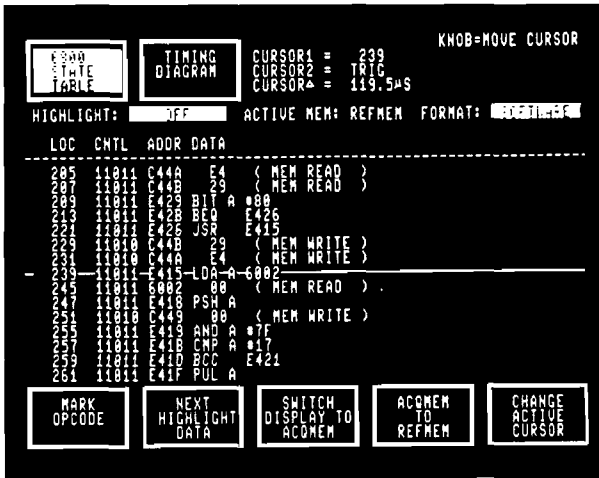 KNOB=MOVE CURSOR
6800 STATE TABLE
TIMING DIAGRAM
CURSOR1 = 239
CURSOR2 = TRIG
CURSOR▵ = 119.5µS
HIGHLIGHT: OFF ACTIVE MEM: REFMEM FORMAT: SOFTWARE
LOC CNTL ADDR DATA
205 11011 C44A E4 ( MEM READ )
207 11011 C44B 29 ( MEM READ )
209 11011 E429 BIT A #80
213 11011 E42B BEQ E426
221 11011 E426 JSR E415
229 11010 C44B 29 ( MEM WRITE )
231 11010 C44A E4 ( MEM WRITE )
239 11011 E415 LDA A 6002
245 11011 6002 00 ( MEM READ )
247 11011 E418 PSH A
251 11010 C449 00 ( MEM WRITE )
255 11011 E419 AND A #7F
257 11011 E41B CMP A #17
259 11011 E41D BCC E421
261 11011 E41F PUL A
MARK OPCODE
NEXT HIGHLIGHT DATA
SWITCH DISPLAY TO ACQMEM
ACQMEM TO REFMEM
CHANGE ACTIVE CURSOR